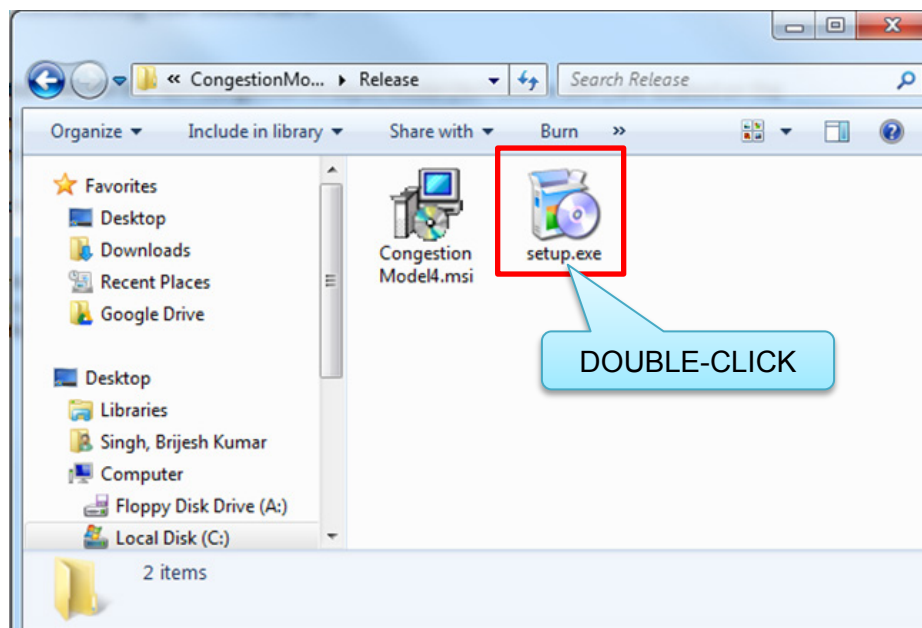 « CongestionMo... ▸ Release
Search Release
Organize Include in library Share with Burn »
Favorites
Desktop
Downloads
Recent Places
Google Drive
Desktop
Libraries
Singh, Brijesh Kumar
Computer
Floppy Disk Drive (A:)
Local Disk (C:)
Congestion
Model4.msi
setup.exe
DOUBLE-CLICK
2 items